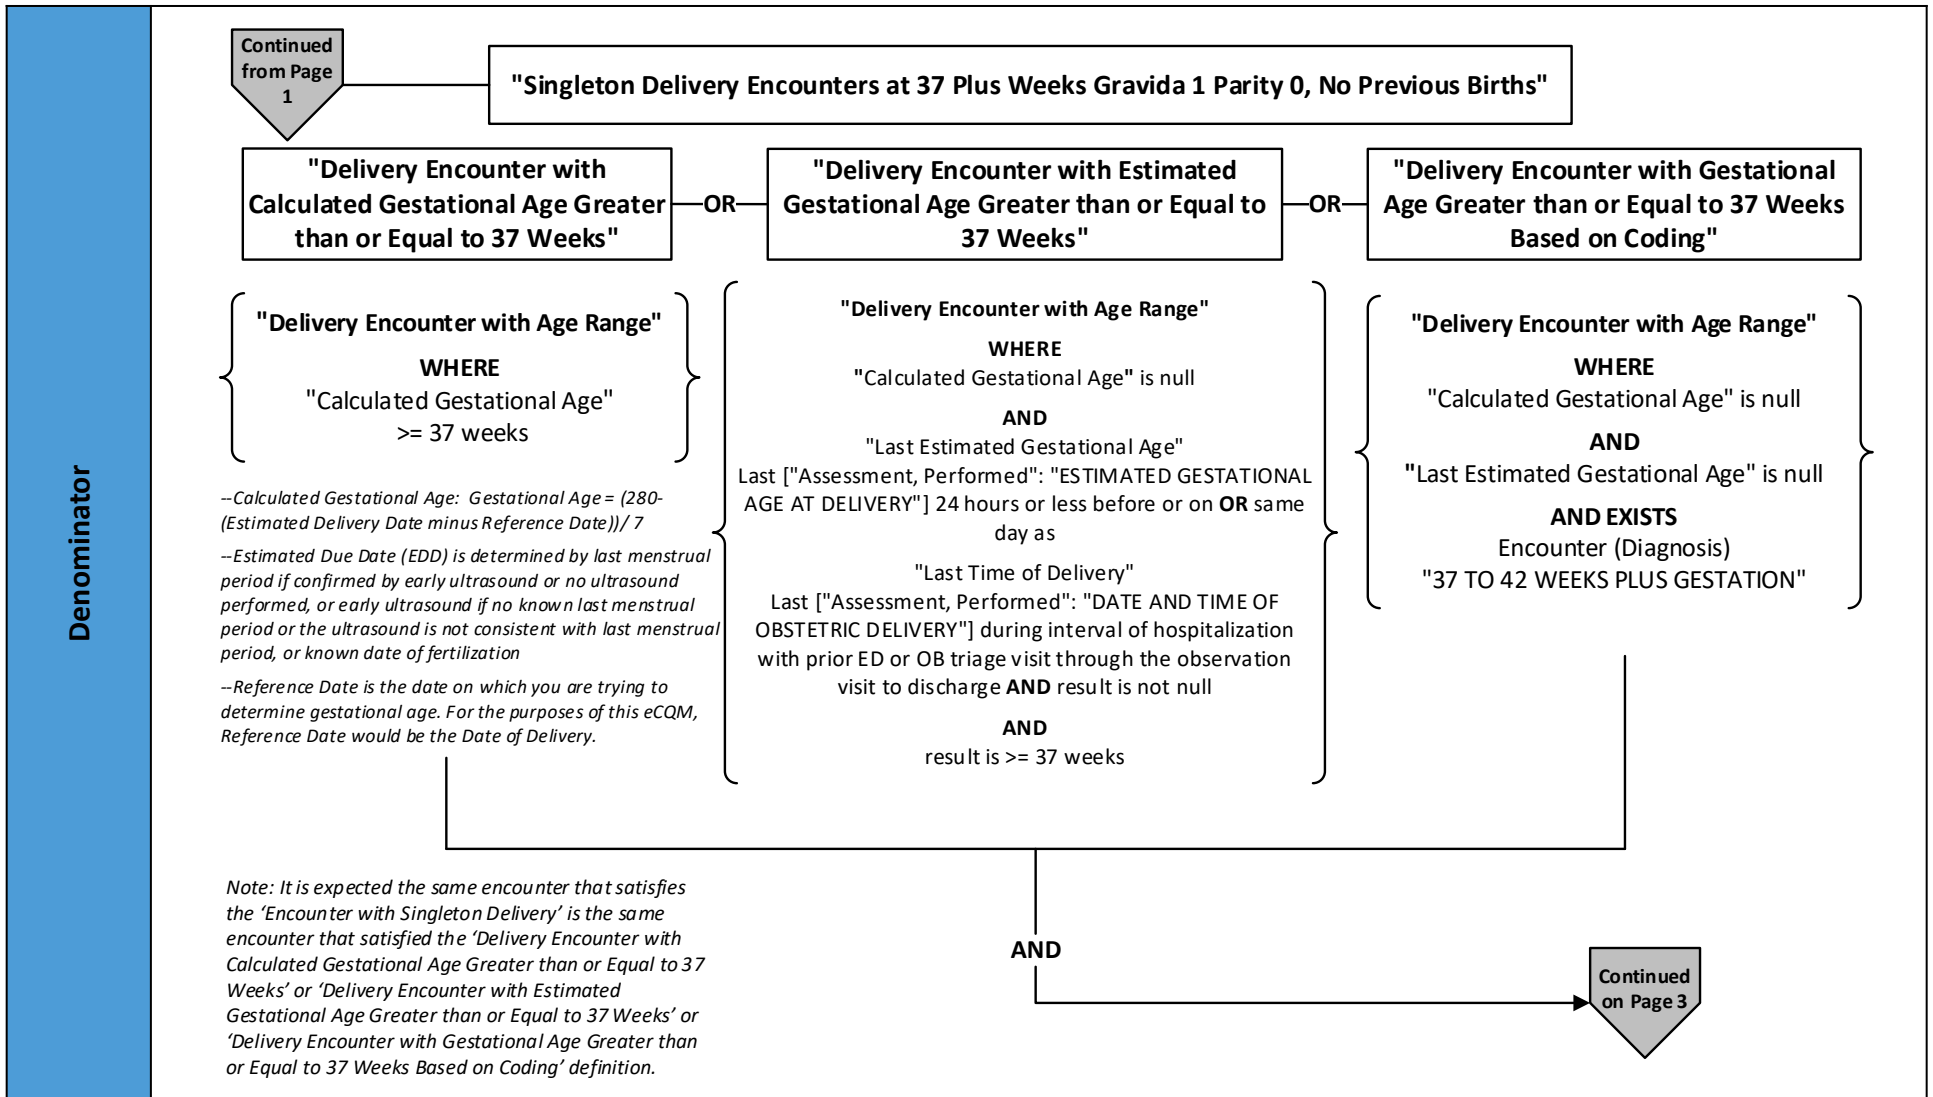 Denominator
Continued
from Page
1
"Singleton Delivery Encounters at 37 Plus Weeks Gravida 1 Parity 0, No Previous Births"
"Delivery Encounter with
Calculated Gestational Age Greater
than or Equal to 37 Weeks"
OR
"Delivery Encounter with Estimated
Gestational Age Greater than or Equal to
37 Weeks"
OR
"Delivery Encounter with Gestational
Age Greater than or Equal to 37 Weeks
Based on Coding"
"Delivery Encounter with Age Range"
WHERE
"Calculated Gestational Age"
>= 37 weeks
--Calculated Gestational Age:  Gestational Age = (280-
(Estimated Delivery Date minus Reference Date))/ 7
--Estimated Due Date (EDD) is determined by last menstrual
period if confirmed by early ultrasound or no ultrasound
performed, or early ultrasound if no known last menstrual
period or the ultrasound is not consistent with last menstrual
period, or known date of fertilization
--Reference Date is the date on which you are trying to
determine gestational age. For the purposes of this eCQM,
Reference Date would be the Date of Delivery.
"Delivery Encounter with Age Range"
WHERE
"Calculated Gestational Age" is null
AND
"Last Estimated Gestational Age"
Last ["Assessment, Performed": "ESTIMATED GESTATIONAL
AGE AT DELIVERY"] 24 hours or less before or on OR same
day as
"Last Time of Delivery"
Last ["Assessment, Performed": "DATE AND TIME OF
OBSTETRIC DELIVERY"] during interval of hospitalization
with prior ED or OB triage visit through the observation
visit to discharge AND result is not null
AND
result is >= 37 weeks
"Delivery Encounter with Age Range"
WHERE
"Calculated Gestational Age" is null
AND
"Last Estimated Gestational Age" is null
AND EXISTS
Encounter (Diagnosis)
"37 TO 42 WEEKS PLUS GESTATION"
Note: It is expected the same encounter that satisfies
the ‘Encounter with Singleton Delivery’ is the same
encounter that satisfied the ‘Delivery Encounter with
Calculated Gestational Age Greater than or Equal to 37
Weeks’ or ‘Delivery Encounter with Estimated
Gestational Age Greater than or Equal to 37 Weeks’ or
‘Delivery Encounter with Gestational Age Greater than
or Equal to 37 Weeks Based on Coding’ definition.
AND
Continued
on Page 3